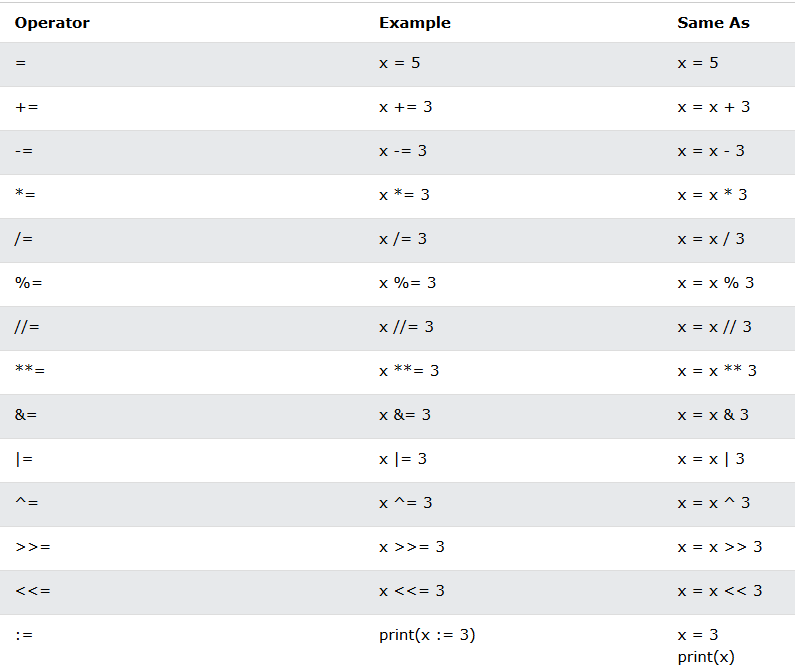 Operator Example Same As
= x = 5 x = 5
+= x += 3 x = x + 3
-= x -= 3 x = x - 3
*= x *= 3 x = x * 3
/= x /= 3 x = x / 3
%= x %= 3 x = x % 3
//= x //= 3 x = x // 3
**= x **= 3 x = x ** 3
&= x &= 3 x = x & 3
|= x |= 3 x = x | 3
^= x ^= 3 x = x ^ 3
>>= x >>= 3 x = x >> 3
<<= x <<= 3 x = x << 3
:= print(x := 3) x = 3
print(x)